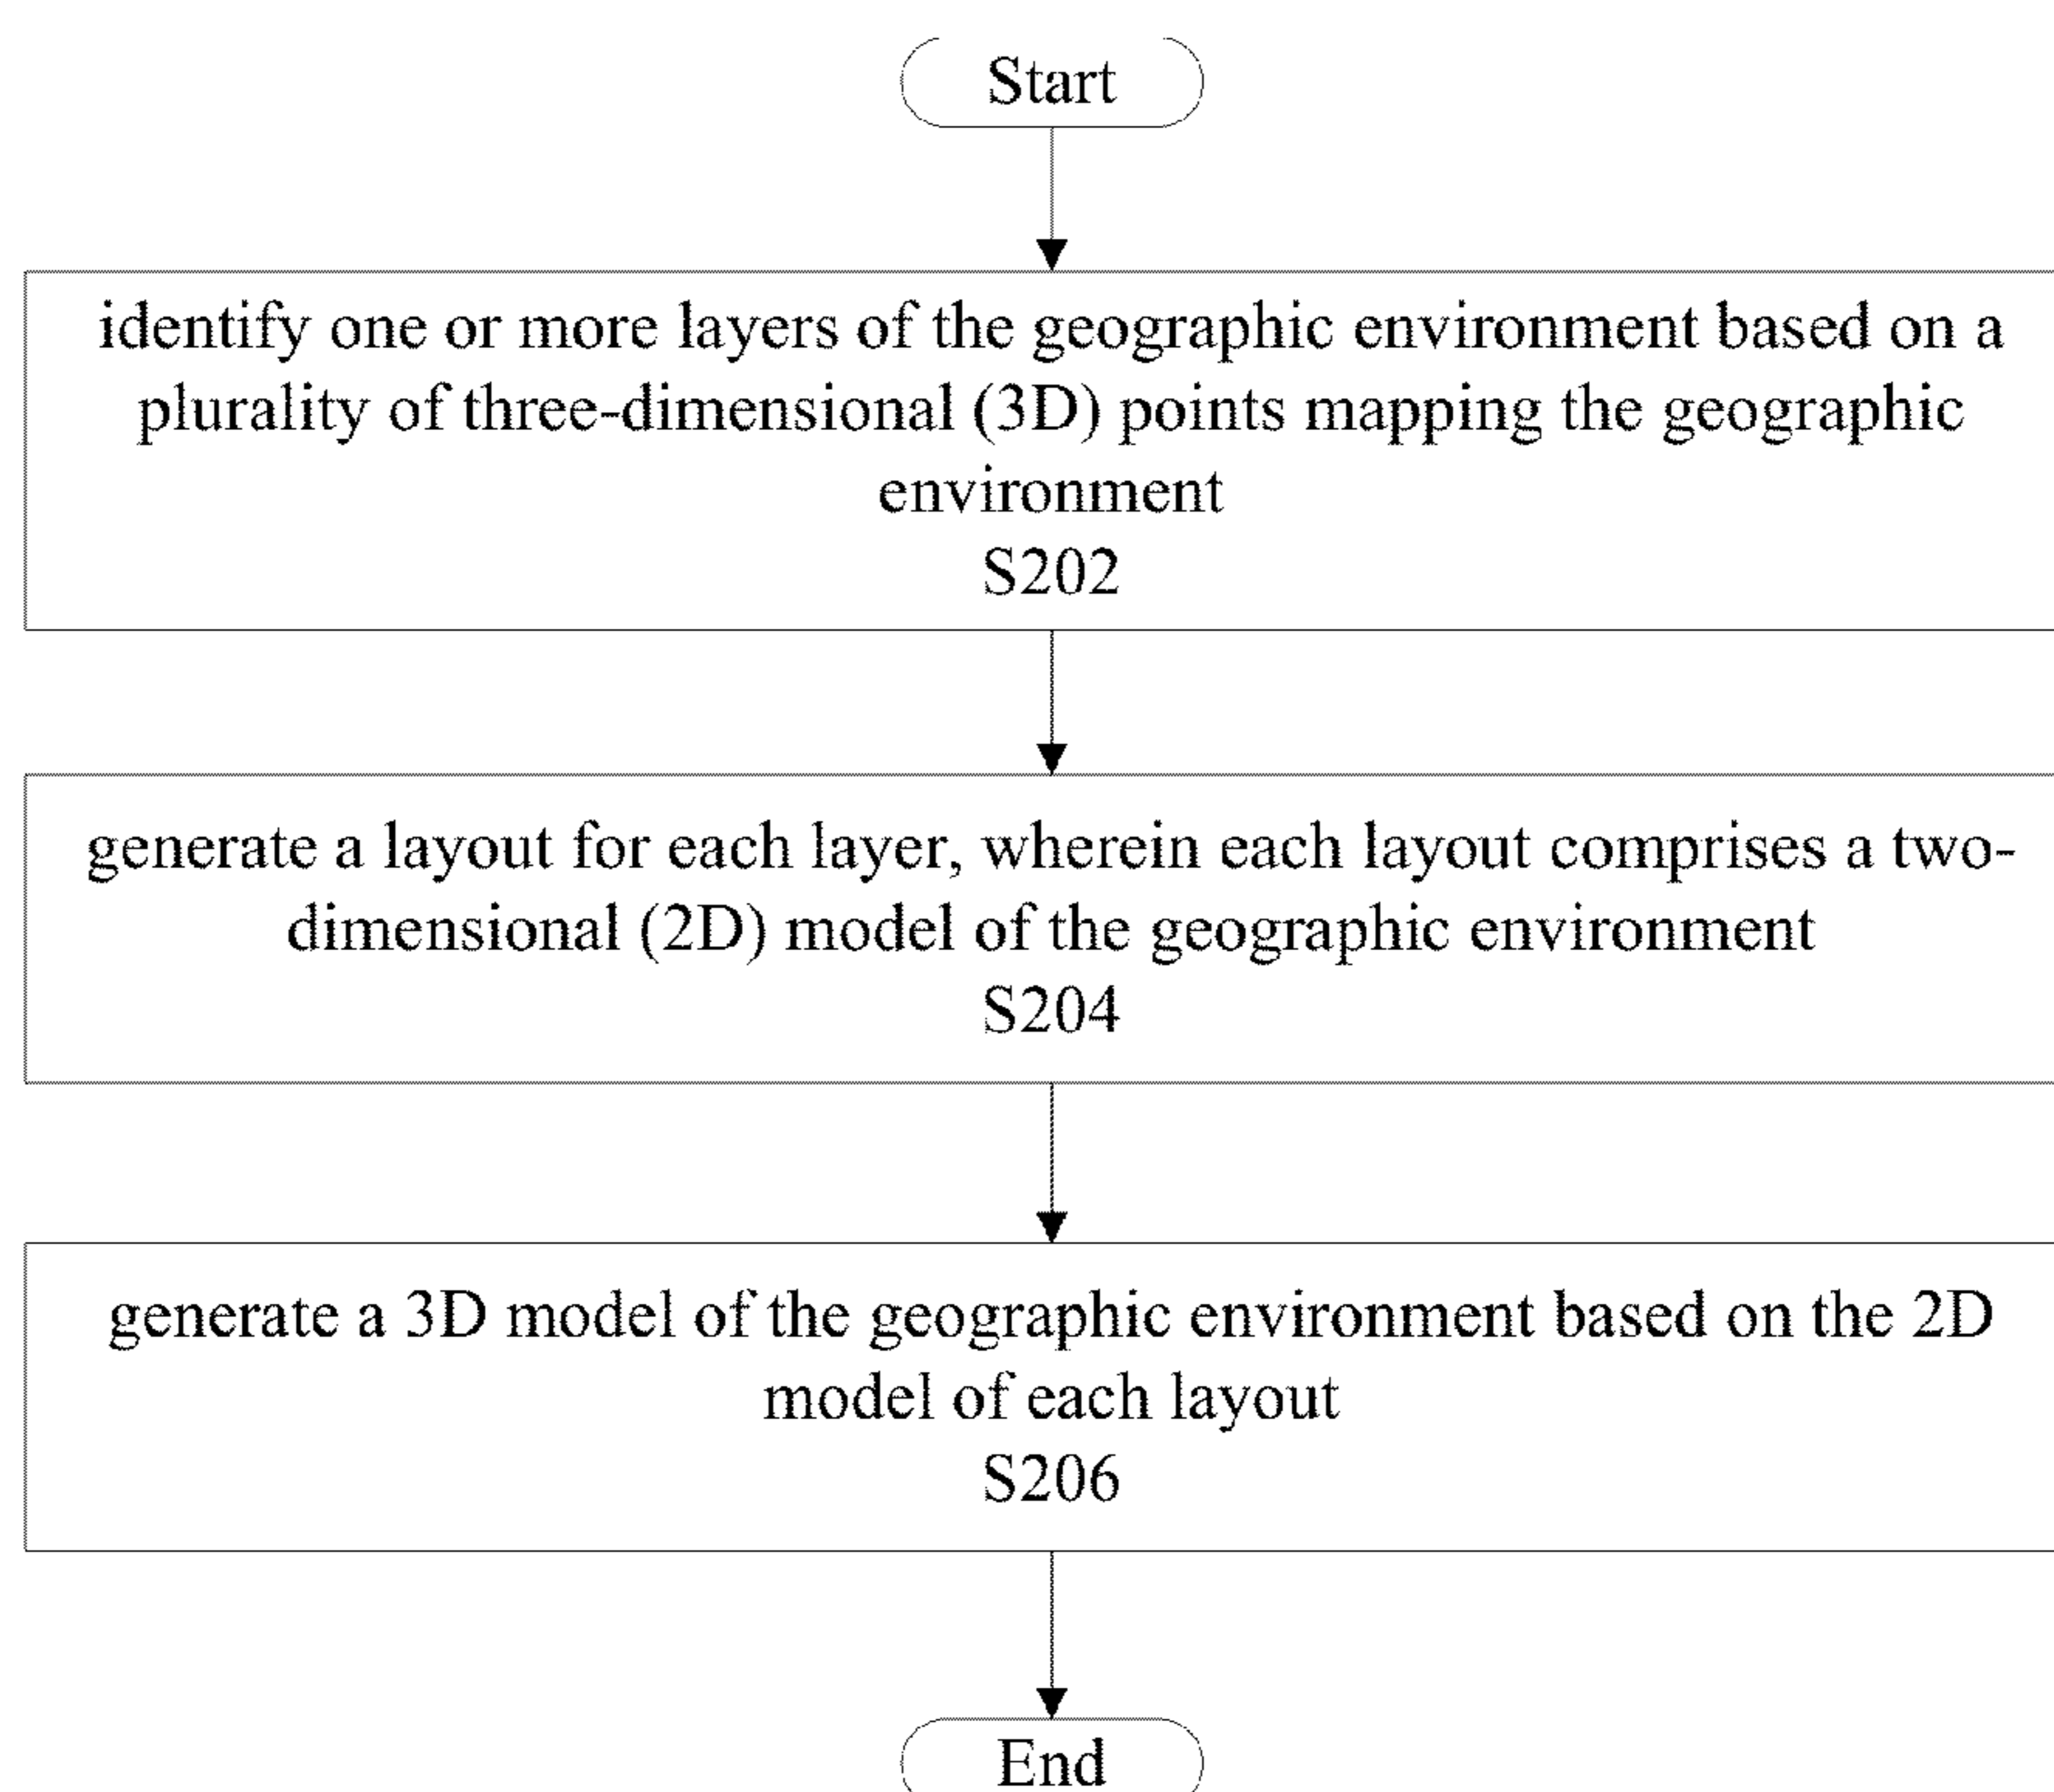 Start
identify one or more layers of the geographic environment based on a
plurality of three-dimensional (3D) points mapping the geographic
environment
S202
generate a layout for each layer, wherein each layout comprises a two-
dimensional (2D) model of the geographic environment
S204
generate a 3D model of the geographic environment based on the 2D
model of each layout
S206
End